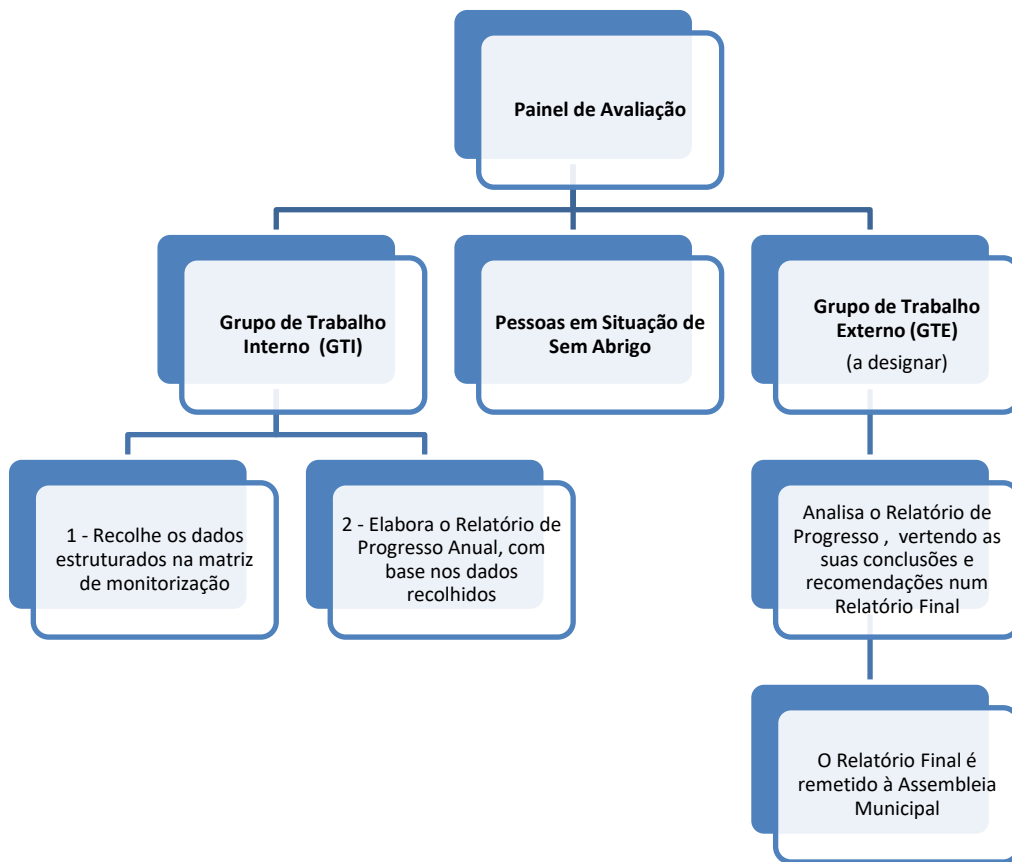 Painel de Avaliação
Grupo de Trabalho
Interno (GTI)
Pessoas em Situação de
Sem Abrigo
Grupo de Trabalho
Externo (GTE)
(a designar)
1 - Recolhe os dados
estruturados na matriz
de monitorização
2 - Elabora o Relatório de
Progresso Anual, com
base nos dados
recolhidos
Analisa o Relatório de
Progresso , vertendo as
suas conclusões e
recomendações num
Relatório Final
O Relatório Final é
remetido à Assembleia
Municipal